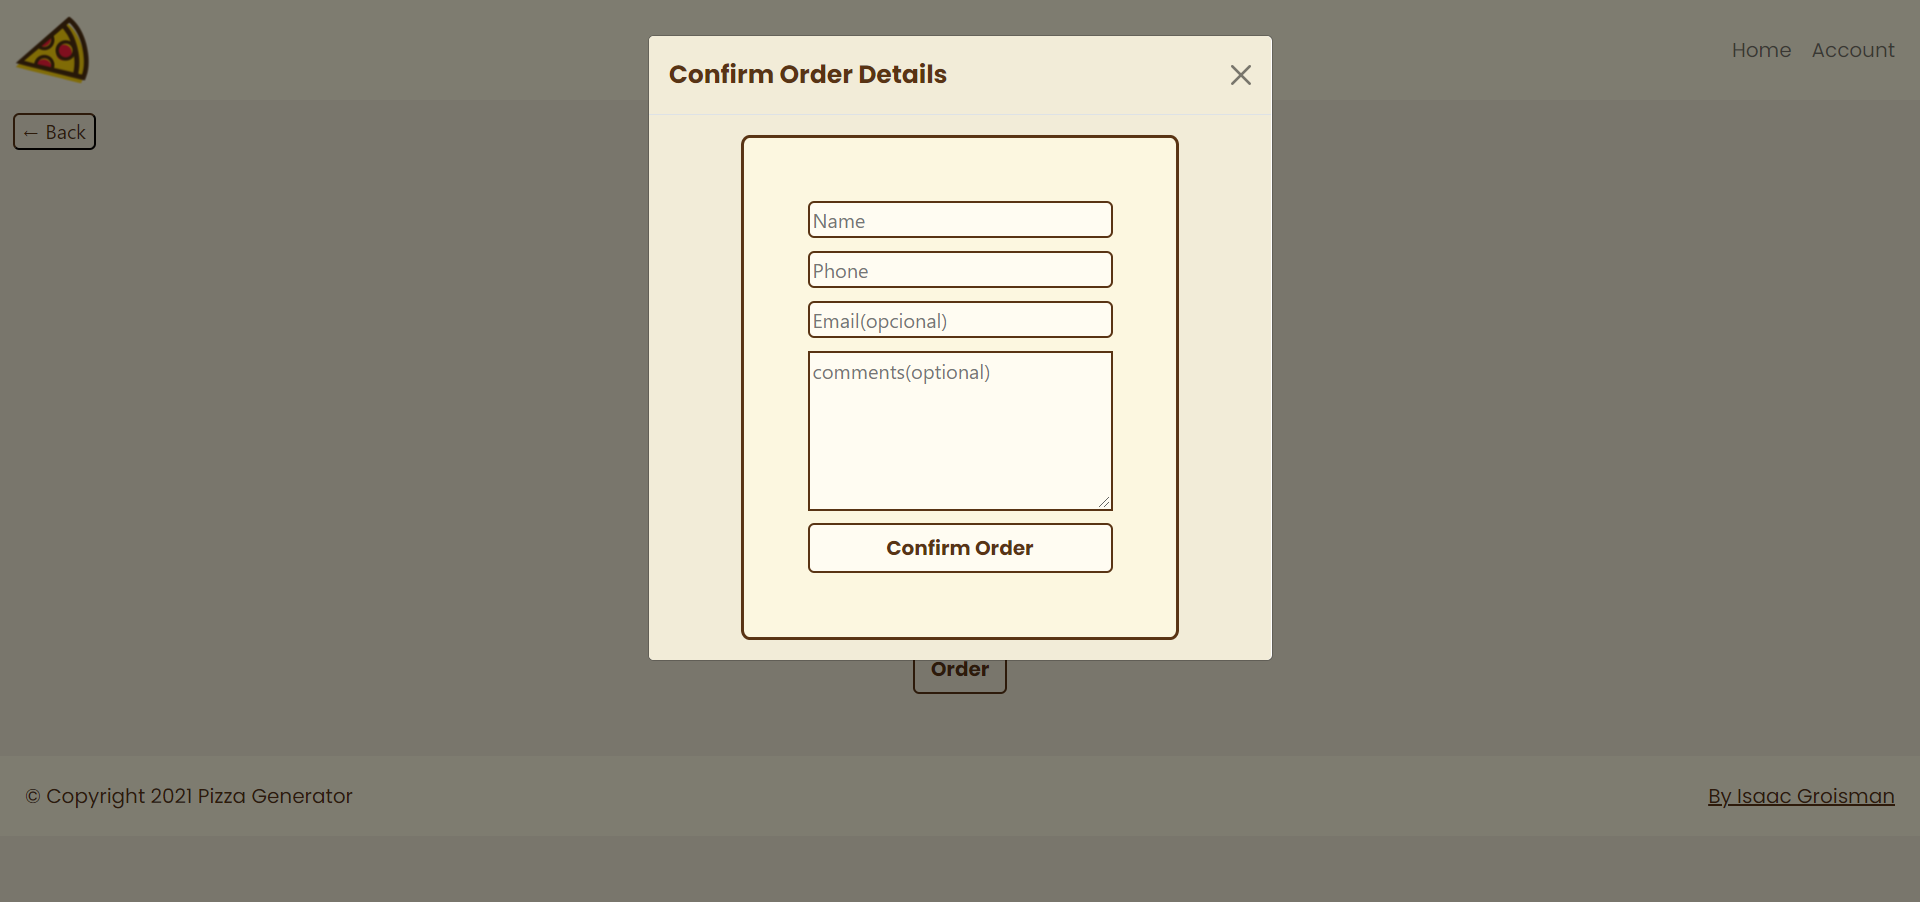 Home Account
← Back
Confirm Order Details
Name
Phone
Email(opcional)
comments(optional)
Confirm Order
Order
© Copyright 2021 Pizza Generator
By Isaac Groisman